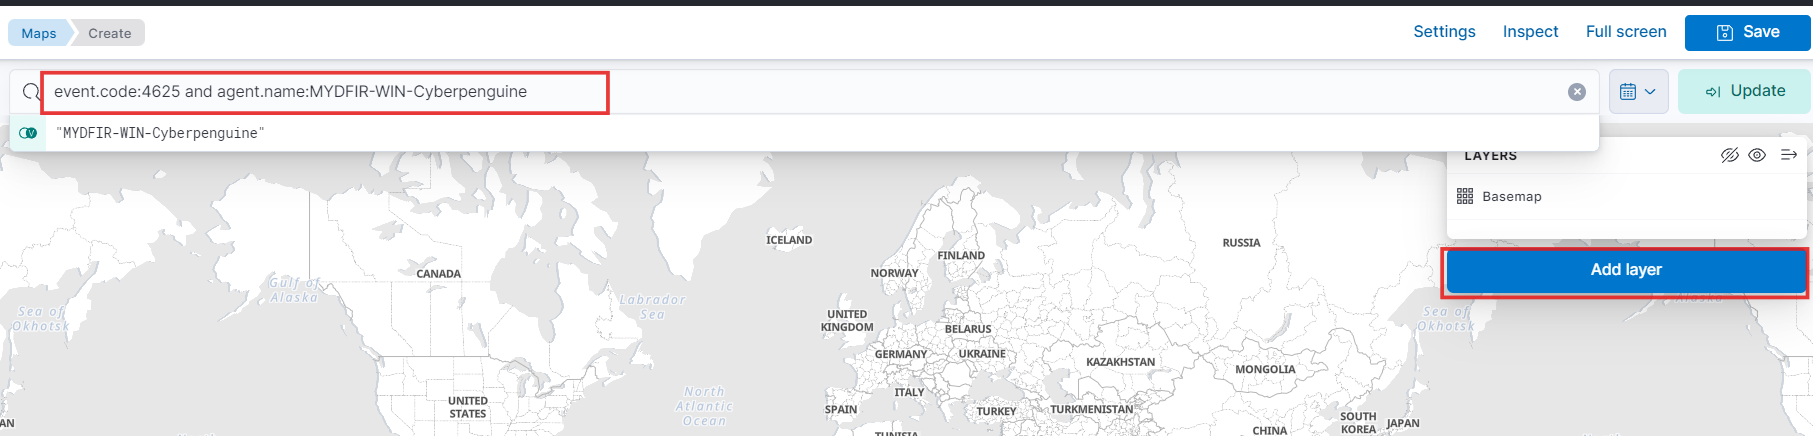 Maps Create Settings Inspect Full screen Save
event.code:4625 and agent.name:MYDFIR-WIN-Cyberpenguine Update
"MYDFIR-WIN-Cyberpenguine"
LAYERS
Basemap
Add layer
ICELAND
RUSSIA
FINLAND
CANADA
NORWAY
Gulf of
Alaska
Labrador
Sea
Sea of
Okhotsk
Sea of
Okhotsk
Alaska
UNITED
KINGDOM
BELARUS
GERMANY
UKRAINE
KAZAKHSTAN
MONGOLIA
ITALY
North
Atlantic
Ocean
UNITED
STATES
SPAIN
TURKEY
TURKMENISTAN
SOUTH
KOREA
JAPAN
AN
CHINA
TUNISIA